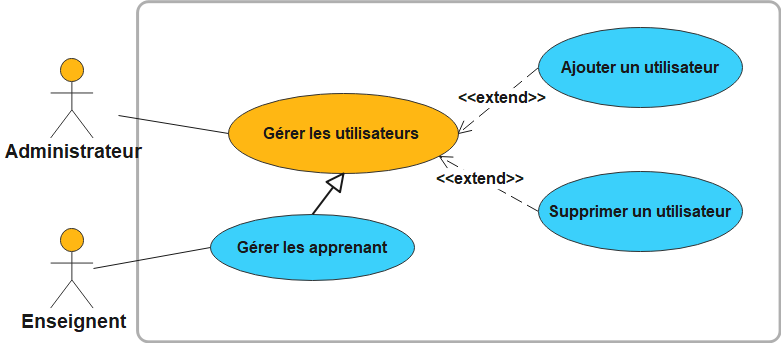 Ajouter un utilisateur
<<extend>>
Gérer les utilisateurs
Administrateur
<<extend>>
Supprimer un utilisateur
Gérer les apprenant
Enseignent